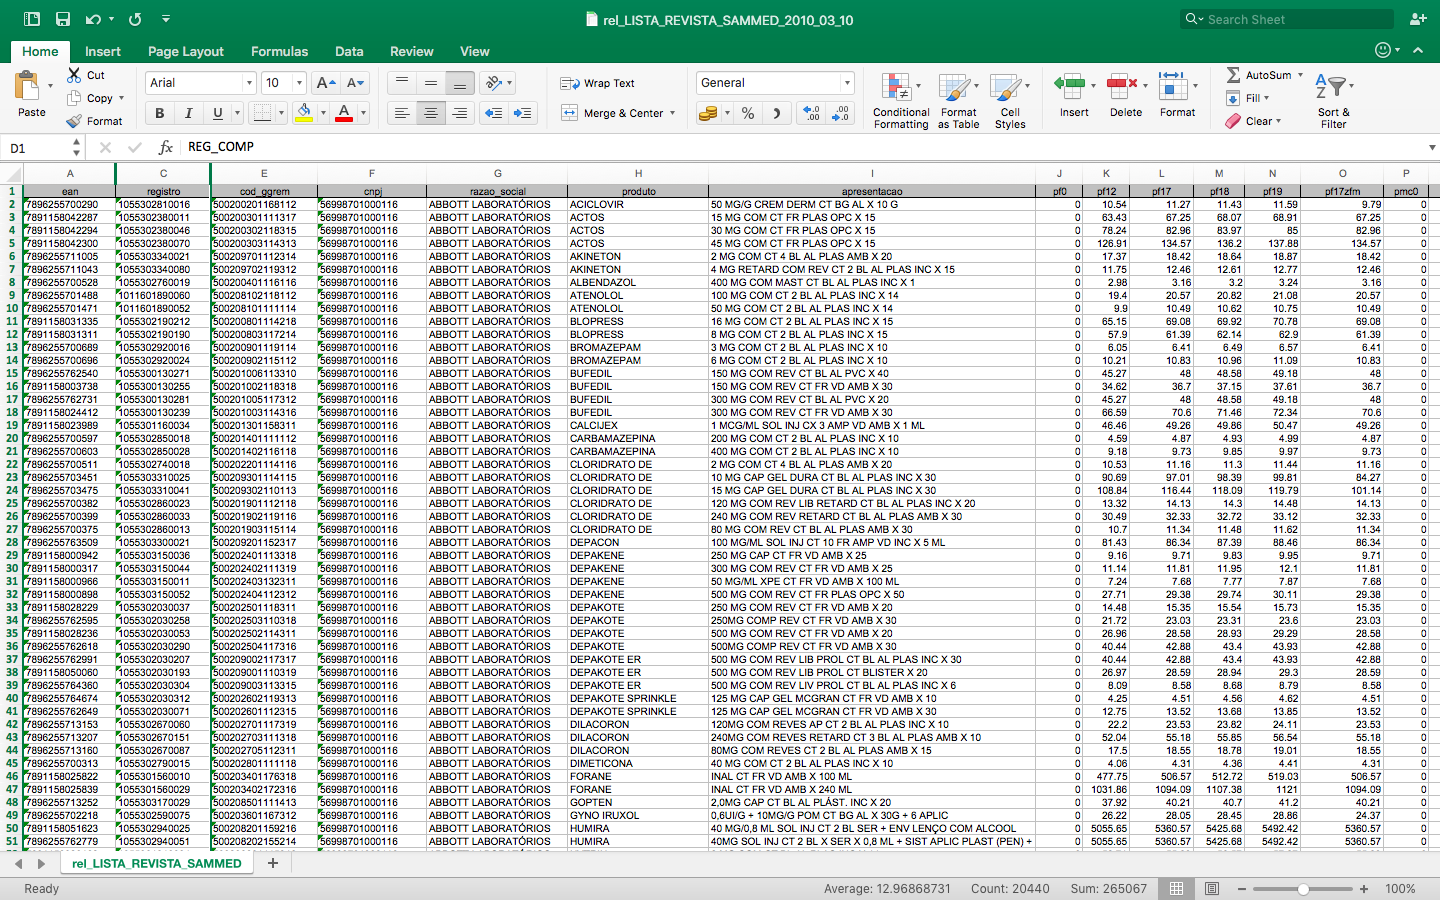 rel_LISTA_REVISTA_SAMMED_2010_03_10
Search Sheet
Home Insert Page Layout Formulas Data Review View
Paste Cut Copy Format
Arial 10 A A
B I U A
Wrap Text
Merge & Center
General
% .0 .00 .00 .0
Conditional Formatting
Format as Table
Cell Styles
Insert Delete Format
AutoSum Fill Clear
Sort & Filter
D1 fx REG_COMP
A C E F G H I J K L M N O P
1 ean registro cod_ggrem cnpj razao_social produto apresentacao pf0 pf12 pf17 pf18 pf19 pf17zfm pmc0
2 7896255700290 1055302810016 500200201168112 56998701000116 ABBOTT LABORATÓRIOS ACICLOVIR 50 MG/G CREM DERM CT BG AL X 10 G 0 10.54 11.27 11.43 11.59 9.79 0
3 7891158042287 1055302380011 500200301111317 56998701000116 ABBOTT LABORATÓRIOS ACTOS 15 MG COM CT FR PLAS OPC X 15 0 63.43 67.25 68.07 68.91 67.25 0
4 7891158042294 1055302380046 500200302118315 56998701000116 ABBOTT LABORATÓRIOS ACTOS 30 MG COM CT FR PLAS OPC X 15 0 78.24 82.96 83.97 85 82.96 0
5 7891158042300 1055302380070 500200303114313 56998701000116 ABBOTT LABORATÓRIOS ACTOS 45 MG COM CT FR PLAS OPC X 15 0 126.91 134.57 136.2 137.88 134.57 0
6 7896255711005 1055303340021 500209701112314 56998701000116 ABBOTT LABORATÓRIOS AKINETON 2 MG COM CT 4 BL AL PLAS AMB X 20 0 17.37 18.42 18.64 18.87 18.42 0
7 7896255711043 1055303340080 500209702119312 56998701000116 ABBOTT LABORATÓRIOS AKINETON 4 MG RETARD COM REV CT 2 BL AL PLAS INC X 15 0 11.75 12.46 12.61 12.77 12.46 0
8 7896255700528 1055302760019 500200401116116 56998701000116 ABBOTT LABORATÓRIOS ALBENDAZOL 400 MG COM MAST CT BL AL PLAS INC X 1 0 2.98 3.16 3.2 3.24 3.16 0
9 7896255701488 1011601890060 500208102118112 56998701000116 ABBOTT LABORATÓRIOS ATENOLOL 100 MG COM CT 2 BL AL PLAS INC X 14 0 19.4 20.57 20.82 21.08 20.57 0
10 7896255701471 1011601890052 500208101111114 56998701000116 ABBOTT LABORATÓRIOS ATENOLOL 50 MG COM CT 2 BL AL PLAS INC X 14 0 9.9 10.49 10.62 10.75 10.49 0
11 7891158031335 1055302190212 500200801114218 56998701000116 ABBOTT LABORATÓRIOS BLOPRESS 16 MG COM CT 2 BL AL PLAS INC X 15 0 65.15 69.08 69.92 70.78 69.08 0
12 7891158031311 1055302190190 500200803117214 56998701000116 ABBOTT LABORATÓRIOS BLOPRESS 8 MG COM CT 2 BL AL PLAS INC X 15 0 57.9 61.39 62.14 62.9 61.39 0
13 7896255700689 1055302920016 500200901119114 56998701000116 ABBOTT LABORATÓRIOS BROMAZEPAM 3 MG COM CT 2 BL AL PLAS INC X 10 0 6.05 6.41 6.49 6.57 6.41 0
14 7896255700696 1055302920024 500200902115112 56998701000116 ABBOTT LABORATÓRIOS BROMAZEPAM 6 MG COM CT 2 BL AL PLAS INC X 10 0 10.21 10.83 10.96 11.09 10.83 0
15 7896255762540 1055300130271 500201006113310 56998701000116 ABBOTT LABORATÓRIOS BUFEDIL 150 MG COM REV CT BL AL PVC X 40 0 45.27 48 48.58 49.18 48 0
16 7891158003738 1055300130255 500201002118318 56998701000116 ABBOTT LABORATÓRIOS BUFEDIL 150 MG COM REV CT FR VD AMB X 30 0 34.62 36.7 37.15 37.61 36.7 0
17 7896255762731 1055300130281 500201005117312 56998701000116 ABBOTT LABORATÓRIOS BUFEDIL 300 MG COM REV CT BL AL PVC X 20 0 45.27 48 48.58 49.18 48 0
18 7891158024412 1055300130239 500201003114316 56998701000116 ABBOTT LABORATÓRIOS BUFEDIL 300 MG COM REV CT FR VD AMB X 30 0 66.59 70.6 71.46 72.34 70.6 0
19 7891158023989 1055301160034 500201301158311 56998701000116 ABBOTT LABORATÓRIOS CALCIJEX 1 MCG/ML SOL INJ CX 3 AMP VD AMB X 1 ML 0 46.46 49.26 49.86 50.47 49.26 0
20 7896255700597 1055302850018 500201401111112 56998701000116 ABBOTT LABORATÓRIOS CARBAMAZEPINA 200 MG COM CT 2 BL AL PLAS INC X 10 0 4.59 4.87 4.93 4.99 4.87 0
21 7896255700603 1055302850028 500201402116118 56998701000116 ABBOTT LABORATÓRIOS CARBAMAZEPINA 400 MG COM CT 2 BL AL PLAS INC X 10 0 9.18 9.73 9.85 9.97 9.73 0
22 7896255700511 1055302740018 500202201114116 56998701000116 ABBOTT LABORATÓRIOS CLORIDRATO DE 2 MG COM CT 4 BL AL PLAS AMB X 20 0 10.53 11.16 11.3 11.44 11.16 0
23 7896255703451 1055303310025 500209301114115 56998701000116 ABBOTT LABORATÓRIOS CLORIDRATO DE 10 MG CAP GEL DURA CT BL AL PLAS INC X 30 0 90.69 97.01 98.39 99.81 84.27 0
24 7896255703475 1055303310041 500209302110113 56998701000116 ABBOTT LABORATÓRIOS CLORIDRATO DE 15 MG CAP GEL DURA CT BL AL PLAS INC X 30 0 108.84 116.44 118.09 119.79 101.14 0
25 7896255700382 1055302860023 500201901112118 56998701000116 ABBOTT LABORATÓRIOS CLORIDRATO DE 120 MG COM REV LIB RETARD CT BL AL PLAS INC X 20 0 13.32 14.13 14.3 14.48 14.13 0
26 7896255700399 1055302860033 500201902119116 56998701000116 ABBOTT LABORATÓRIOS CLORIDRATO DE 240 MG COM REV RETARD CT BL AL PLAS AMB X 30 0 30.49 32.33 32.72 33.12 32.33 0
27 7896255700375 1055302860013 500201903115114 56998701000116 ABBOTT LABORATÓRIOS CLORIDRATO DE 80 MG COM REV CT BL AL PLAS AMB X 30 0 10.7 11.34 11.48 11.62 11.34 0
28 7896255763509 1055303300021 500209201152317 56998701000116 ABBOTT LABORATÓRIOS DEPACON 100 MG/ML SOL INJ CT 10 FR AMP VD INC X 5 ML 0 81.43 86.34 87.39 88.46 86.34 0
29 7891158000942 1055303150036 500202401113318 56998701000116 ABBOTT LABORATÓRIOS DEPAKENE 250 MG CAP CT FR VD AMB X 25 0 9.16 9.71 9.83 9.95 9.71 0
30 7891158000317 1055303150044 500202402111319 56998701000116 ABBOTT LABORATÓRIOS DEPAKENE 300 MG COM REV CT FR VD AMB X 25 0 11.14 11.81 11.95 12.1 11.81 0
31 7891158000966 1055303150011 500202403132311 56998701000116 ABBOTT LABORATÓRIOS DEPAKENE 50 MG/ML XPE CT FR VD AMB X 100 ML 0 7.24 7.68 7.77 7.87 7.68 0
32 7891158000898 1055303150052 500202404112312 56998701000116 ABBOTT LABORATÓRIOS DEPAKENE 500 MG COM REV CT FR PLAS OPC X 50 0 27.71 29.38 29.74 30.11 29.38 0
33 7891158028229 1055302030037 500202501118311 56998701000116 ABBOTT LABORATÓRIOS DEPAKOTE 250 MG COM REV CT FR VD AMB X 20 0 14.48 15.35 15.54 15.73 15.35 0
34 7896255762595 1055302030258 500202503110318 56998701000116 ABBOTT LABORATÓRIOS DEPAKOTE 250MG COMP REV CT FR VD AMB X 30 0 21.72 23.03 23.31 23.6 23.03 0
35 7891158028236 1055302030053 500202502114311 56998701000116 ABBOTT LABORATÓRIOS DEPAKOTE 500 MG COM REV CT FR VD AMB X 20 0 26.96 28.58 28.93 29.29 28.58 0
36 7896255762618 1055302030290 500202504117316 56998701000116 ABBOTT LABORATÓRIOS DEPAKOTE 500MG COMP REV CT FR VD AMB X 30 0 40.44 42.88 43.4 43.93 42.88 0
37 7896255762991 1055302030207 500209002117317 56998701000116 ABBOTT LABORATÓRIOS DEPAKOTE ER 500 MG COM REV LIB PROL CT BL AL PLAS INC X 30 0 40.44 42.88 43.4 43.93 42.88 0
38 7891158050060 1055302030193 500209001110319 56998701000116 ABBOTT LABORATÓRIOS DEPAKOTE ER 500 MG COM REV LIB PROL CT BLISTER X 20 0 26.97 28.59 28.94 29.3 28.59 0
39 7896255764360 1055302030304 500209003113315 56998701000116 ABBOTT LABORATÓRIOS DEPAKOTE ER 500 MG COM REV LIV PROL CT BL AL PLAS INC X 6 0 8.09 8.58 8.68 8.79 8.58 0
40 7896255764674 1055302030312 500202602119313 56998701000116 ABBOTT LABORATÓRIOS DEPAKOTE SPRINKLE 125 MG CAP GEL MCGRAN CT FR VD AMB X 10 0 4.25 4.51 4.56 4.62 4.51 0
41 7896255762649 1055302030071 500202601112315 56998701000116 ABBOTT LABORATÓRIOS DEPAKOTE SPRINKLE 125 MG CAP GEL MCGRAN CT FR VD AMB X 30 0 12.75 13.52 13.68 13.85 13.52 0
42 7896255713153 1055302670060 500202701117319 56998701000116 ABBOTT LABORATÓRIOS DILACORON 120MG COM REVES AP CT 2 BL AL PLAS INC X 10 0 22.2 23.53 23.82 24.11 23.53 0
43 7896255713207 1055302670151 500202703111318 56998701000116 ABBOTT LABORATÓRIOS DILACORON 240MG COM REVES RETARD CT 3 BL AL PLAS AMB X 10 0 52.04 55.18 55.85 56.54 55.18 0
44 7896255713160 1055302670087 500202705112311 56998701000116 ABBOTT LABORATÓRIOS DILACORON 80MG COM REVES CT 2 BL AL PLAS AMB X 15 0 17.5 18.55 18.78 19.01 18.55 0
45 7896255700313 1055302790015 500202801111118 56998701000116 ABBOTT LABORATÓRIOS DIMETICONA 40 MG COM CT 2 BL AL PLAS INC X 10 0 4.06 4.31 4.36 4.41 4.31 0
46 7891158025822 1055301560010 500203401176318 56998701000116 ABBOTT LABORATÓRIOS FORANE INAL CT FR VD AMB X 100 ML 0 477.75 506.57 512.72 519.03 506.57 0
47 7891158025839 1055301560029 500203402172316 56998701000116 ABBOTT LABORATÓRIOS FORANE INAL CT FR VD AMB X 240 ML 0 1031.86 1094.09 1107.38 1121 1094.09 0
48 7896255713252 1055303170029 500208501111413 56998701000116 ABBOTT LABORATÓRIOS GOPTEN 2,0MG CAP CT BL AL PLÁST. INC X 20 0 37.92 40.21 40.7 41.2 40.21 0
49 7896255702218 1055302590075 500203601167312 56998701000116 ABBOTT LABORATÓRIOS GYNO IRUXOL 0,6UI/G + 10MG/G POM CT BG AL X 30G + 6 APLIC 0 26.22 28.05 28.45 28.86 24.37 0
50 7891158051623 1055302940025 500208201159216 56998701000116 ABBOTT LABORATÓRIOS HUMIRA 40 MG/0,8 ML SOL INJ CT 2 BL SER + ENV LENÇO COM ALCOOL 0 5055.65 5360.57 5425.68 5492.42 5360.57 0
51 7896255762779 1055302940051 500208202155214 56998701000116 ABBOTT LABORATÓRIOS HUMIRA 40MG SOL INJ CT 2 BL X SER X 0,8 ML + SIST APLIC PLAST (PEN) + 0 5055.65 5360.57 5425.68 5492.42 5360.57 0
rel_LISTA_REVISTA_SAMMED +
Ready Average: 12.96868731 Count: 20440 Sum: 265067 100%